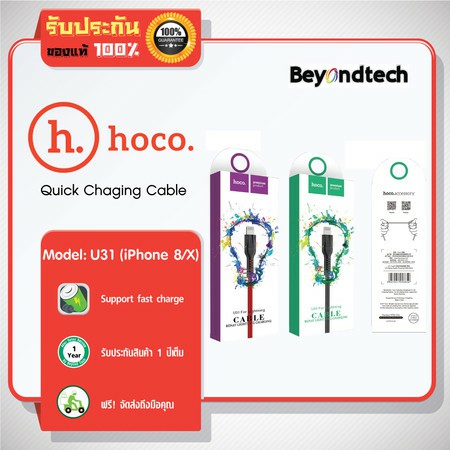 รับประกัน
ของแท้ 100%
100%
GUARANTEE
Beyondtech
h. hoco.
Quick Chaging Cable
Model: U31 (iPhone 8/X)
Support fast charge
1
Year
รับประกันสินค้า 1 ปีเต็ม
ฟรี! จัดส่งถึงมือคุณ
hoco.
CABLE
hoco.
CABLE
hoco.accessory